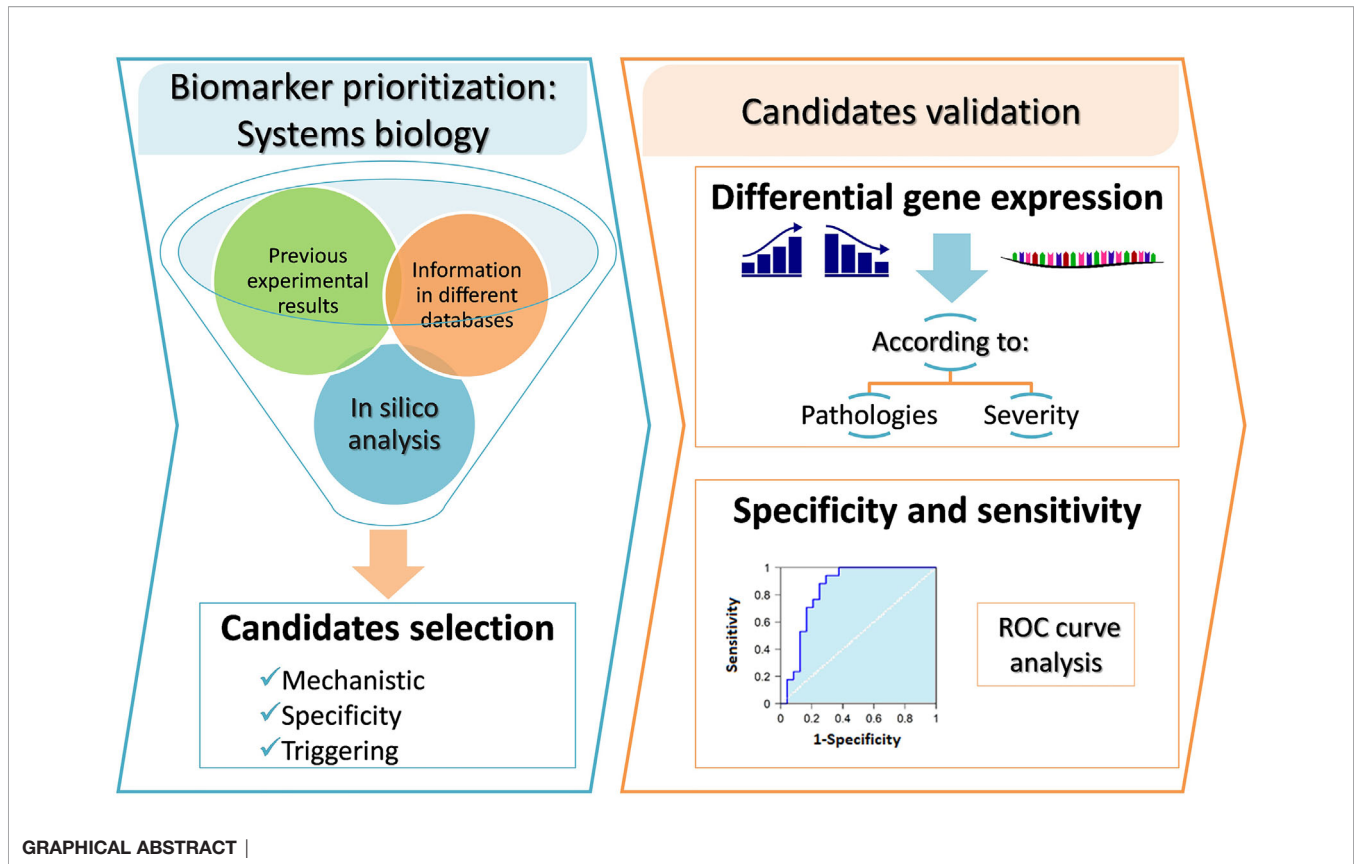 Biomarker prioritization:
Systems biology
Previous
experimental
results
Information
in different
databases
In silico
analysis
Candidates selection
✓Mechanistic
✓Specificity
✓Triggering
Candidates validation
Differential gene expression
According to:
Pathologies
Severity
Specificity and sensitivity
Sensitivity
1
0.8
0.6
0.4
0.2
0
0 0.2 0.4 0.6 0.8 1
1-Specificity
ROC curve
analysis
GRAPHICAL ABSTRACT |